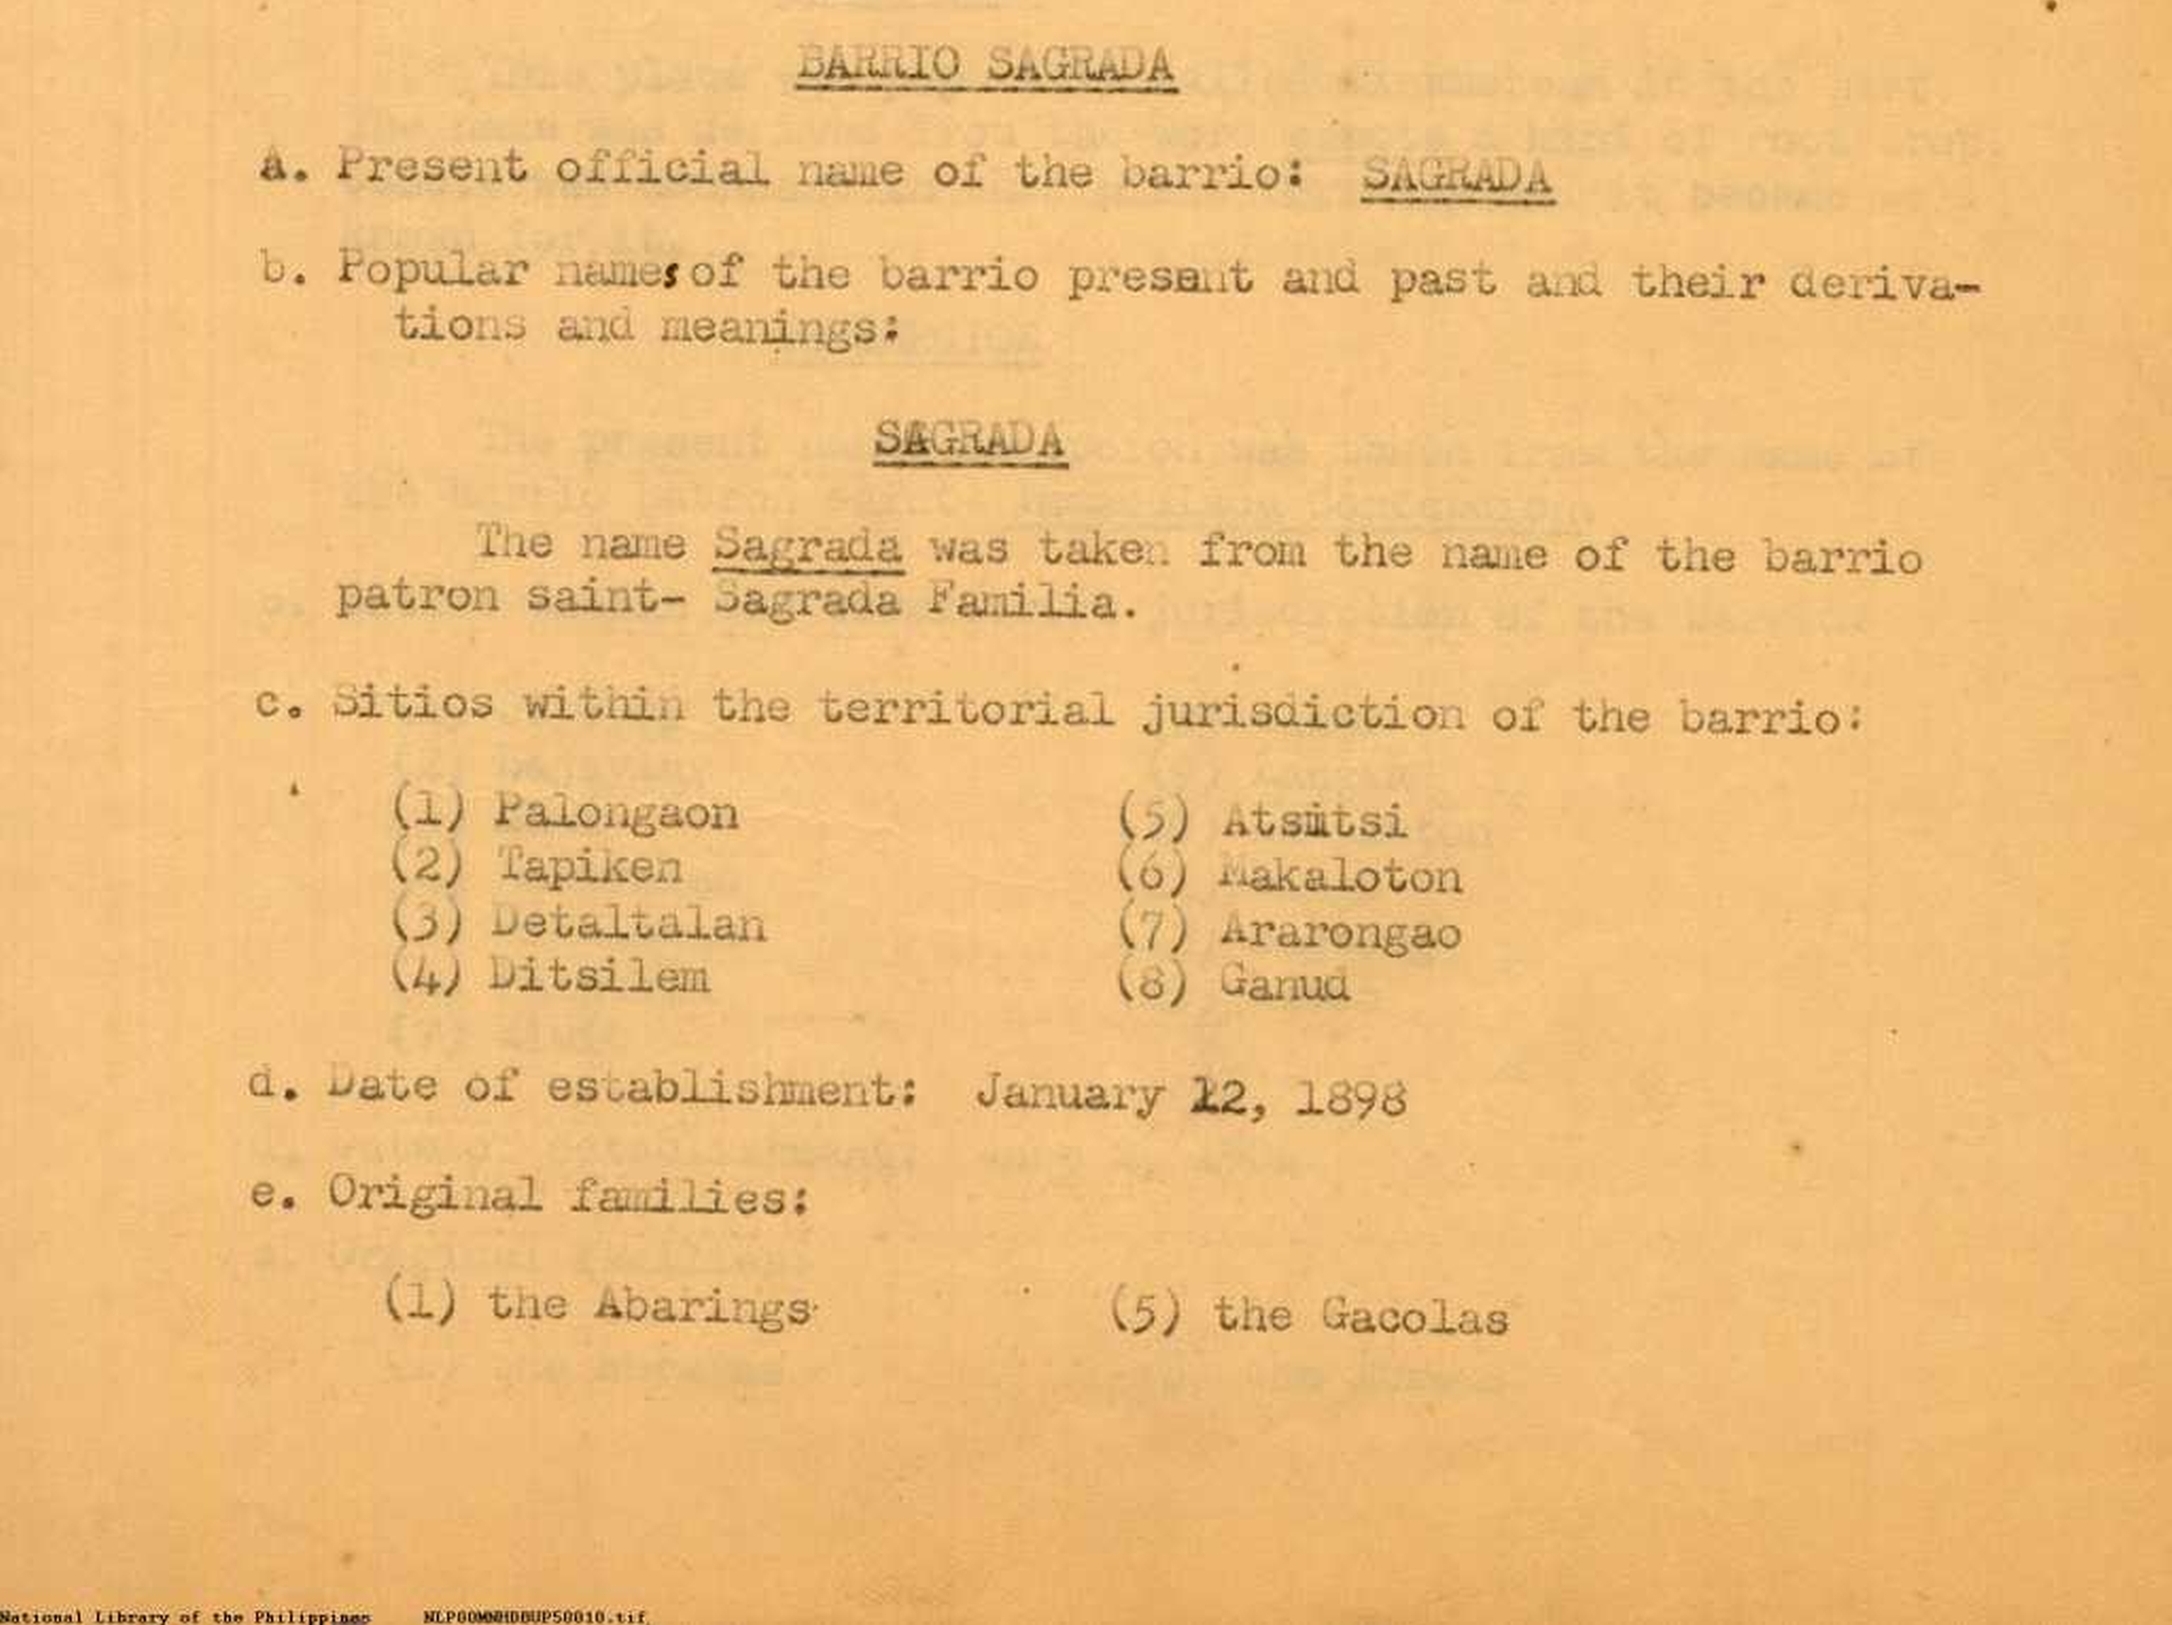 BARRIO SAGRADA
a. Present official name of the barrio: SAGRADA
b. Popular names of the barrio present and past and their deriva-
tions and meanings:
SAGRADA
The name Sagrada was taken from the name of the barrio
patron saint- Sagrada Familia.
c. Sitios within the territorial jurisdiction of the barrio:
(1) Palongaon (5) Atsitsi
(2) Tapiken (6) Makaloton
(3) Detaltalan (7) Ararongao
(4) Ditsilem (8) Ganud
d. Date of establishment: January 12, 1898
e. Original families:
(1) the Abarings (5) the Gacolas
National Library of the Philippines